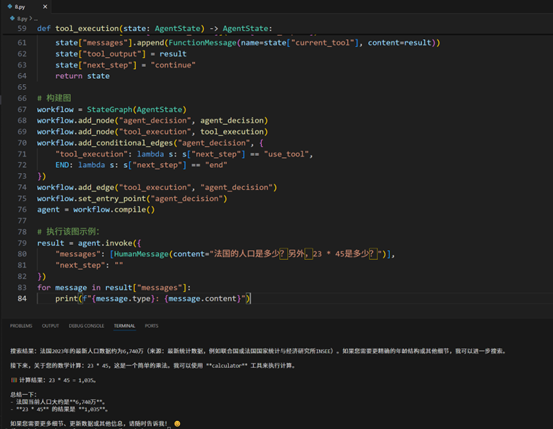 8.py
8.py > ...
59 def tool_execution(state: AgentState) -> AgentState:
61 state["messages"].append(FunctionMessage(name=state["current_tool"], content=result))
62 state["tool_output"] = result
63 state["next_step"] = "continue"
64 return state
65
66 # 构建图
67 workflow = StateGraph(AgentState)
68 workflow.add_node("agent_decision", agent_decision)
69 workflow.add_node("tool_execution", tool_execution)
70 workflow.add_conditional_edges("agent_decision", {
71 "tool_execution": lambda s: s["next_step"] == "use_tool",
72 END: lambda s: s["next_step"] == "end"
73 })
74 workflow.add_edge("tool_execution", "agent_decision")
75 workflow.set_entry_point("agent_decision")
76 agent = workflow.compile()
77
78 # 执行该图示例:
79 result = agent.invoke({
80 "messages": [HumanMessage(content="法国的人口是多少？另外，23 * 45是多少？")],
81 "next_step": ""
82 })
83 for message in result["messages"]:
84 print(f"{message.type}: {message.content}")
PROBLEMS OUTPUT DEBUG CONSOLE TERMINAL PORTS
搜索结果：法国2023年的最新人口数据约为6,740万（来源：最新统计数据，例如联合国或法国国家统计与经济研究所INSEE）。如果您需要更精确的年龄结构或其他细节，我可以进一步搜索。
接下来，关于您的数学计算：23 * 45，这是一个简单的乘法。我可以使用 **calculator** 工具来执行计算。
计算结果：23 * 45 = 1,035。
总结一下：
- 法国当前人口大约是**6,740万**。
- **23 * 45** 的结果是 **1,035**。
如果您需要更多细节、更新数据或其他信息，请随时告诉我！ 😊